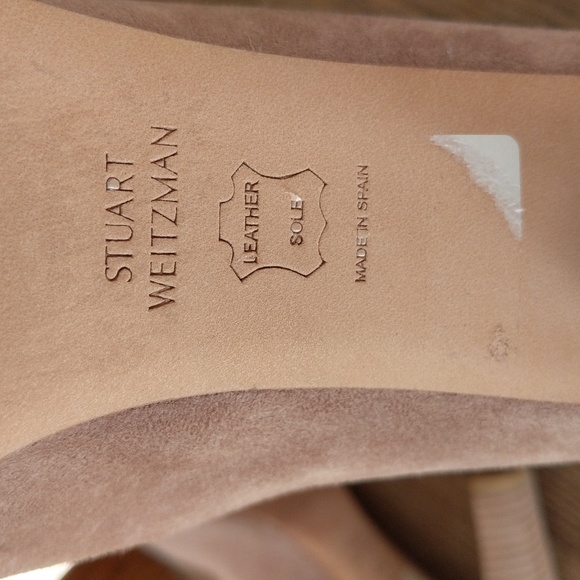 STUART
WEITZMAN
LEATHER
SOLE
MADE IN SPAIN